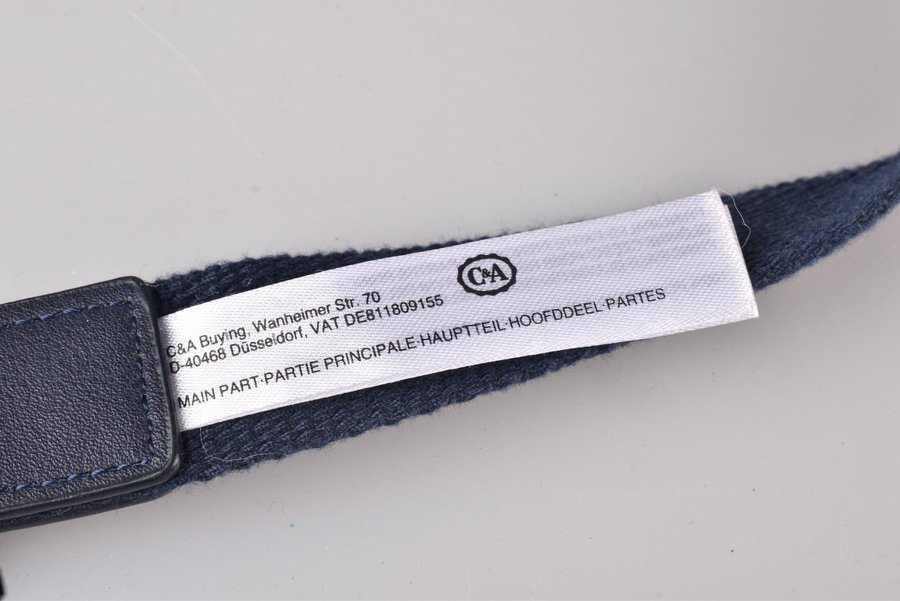 C&A
C&A Buying, Wanheimer Str. 70
D-40468 Düsseldorf, VAT DE811809155
MAIN PART·PARTIE PRINCIPALE·HAUPTTEIL·HOOFDDEEL·PARTES